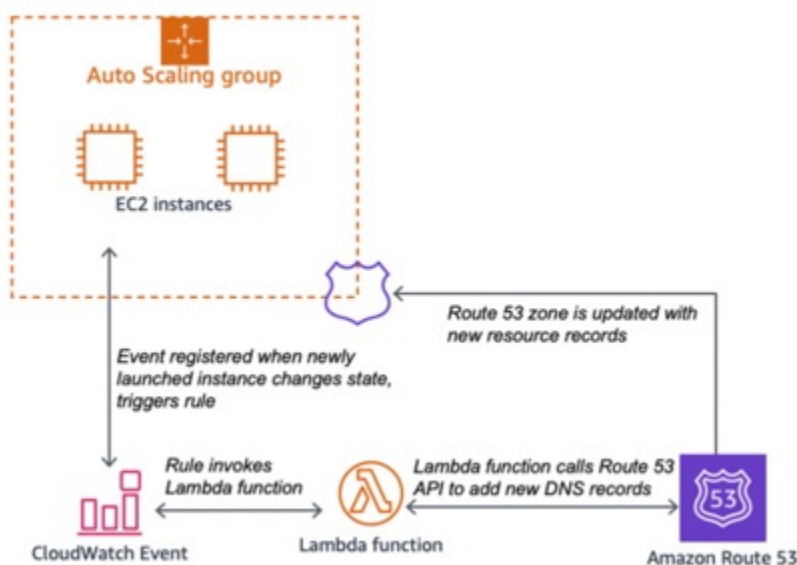 Auto Scaling group
EC2 instances
Route 53 zone is updated with
new resource records
Event registered when newly
launched instance changes state,
triggers rule
Rule invokes
Lambda function
Lambda function calls Route 53
API to add new DNS records
53
CloudWatch Event
Lambda function
Amazon Route 53